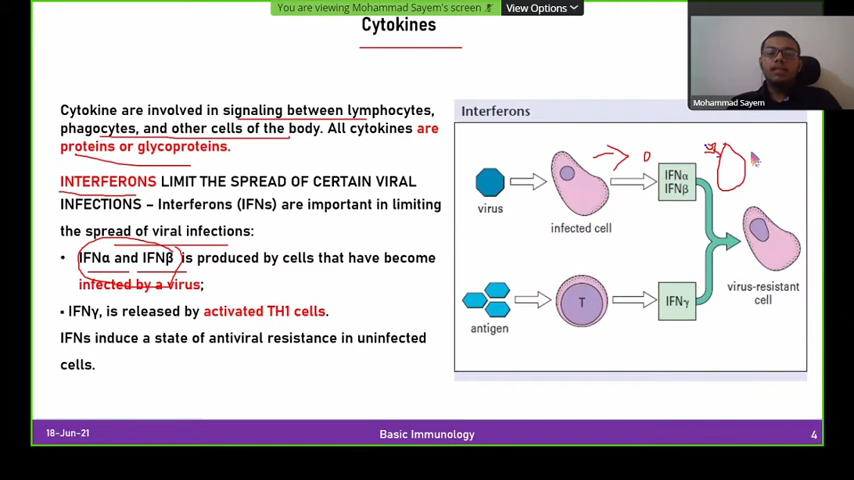 You are viewing Mohammad Sayem's screen
View Options
Cytokines
Mohammad Sayem
Cytokine are involved in signaling between lymphocytes,
phagocytes, and other cells of the body. All cytokines are
proteins or glycoproteins.
INTERFERONS LIMIT THE SPREAD OF CERTAIN VIRAL
INFECTIONS – Interferons (IFNs) are important in limiting
the spread of viral infections:
• IFNα and IFNβ is produced by cells that have become
infected by a virus;
▪ IFNγ, is released by activated TH1 cells.
IFNs induce a state of antiviral resistance in uninfected
cells.
Interferons
virus
infected cell
IFNα
IFNβ
virus-resistant
cell
antigen
T
IFNγ
18-Jun-21
Basic Immunology
4